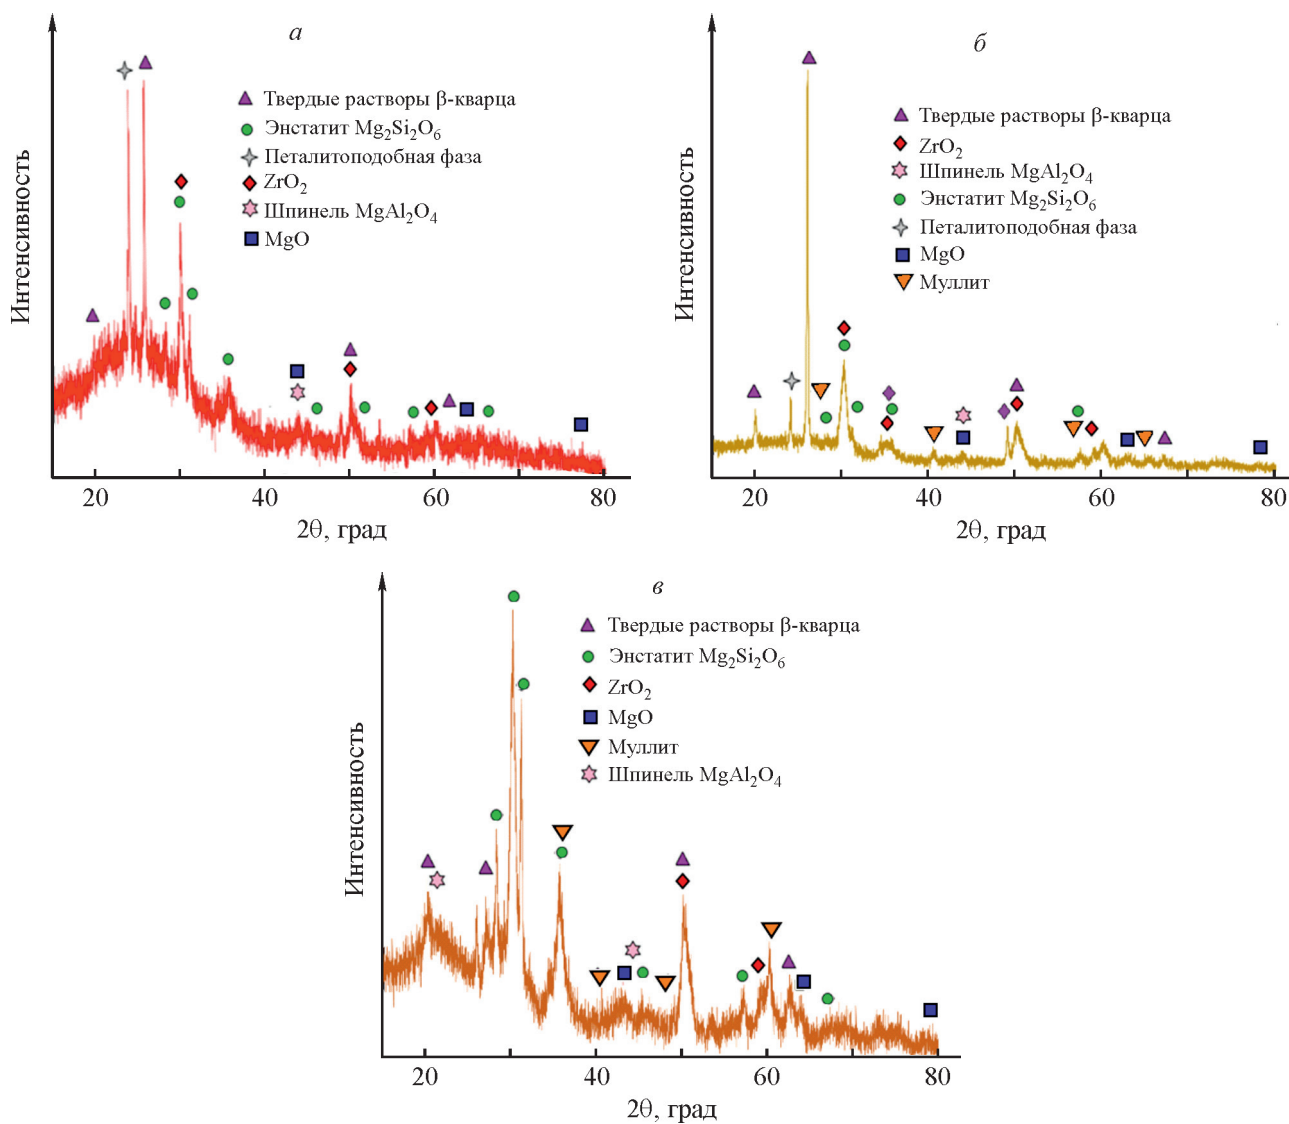 а
Интенсивность
Твердые растворы β-кварца
Энстатит Mg₂Si₂O₆
Петалитоподобная фаза
ZrO₂
Шпинель MgAl₂O₄
MgO
20 40 60 80
2θ, град
б
Интенсивность
Твердые растворы β-кварца
ZrO₂
Шпинель MgAl₂O₄
Энстатит Mg₂Si₂O₆
Петалитоподобная фаза
MgO
Муллит
20 40 60 80
2θ, град
в
Интенсивность
Твердые растворы β-кварца
Энстатит Mg₂Si₂O₆
ZrO₂
MgO
Муллит
Шпинель MgAl₂O₄
20 40 60 80
2θ, град